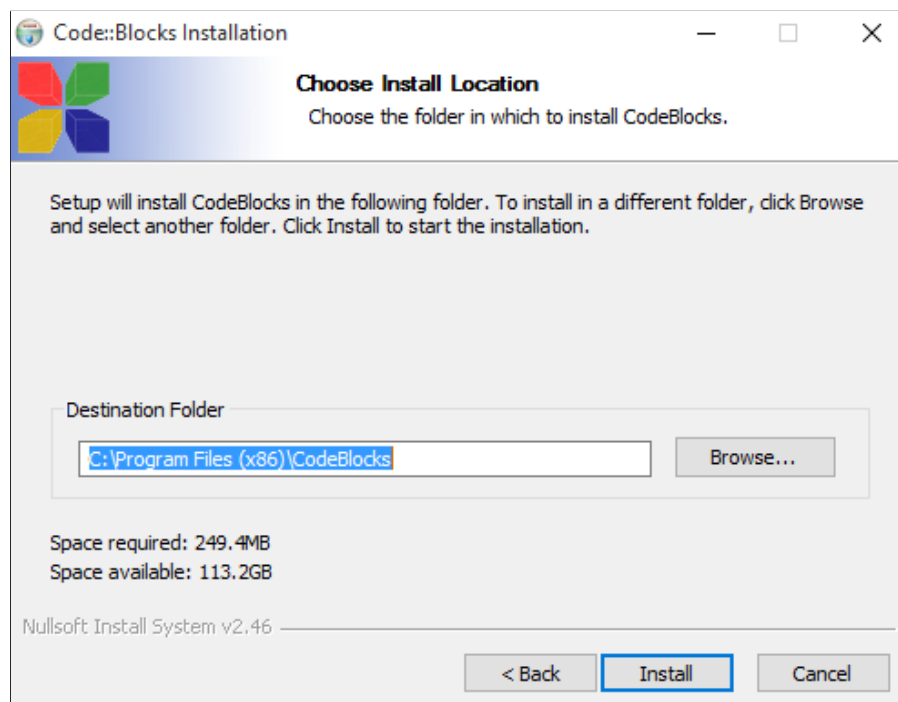 Code::Blocks Installation
Choose Install Location
Choose the folder in which to install CodeBlocks.
Setup will install CodeBlocks in the following folder. To install in a different folder, click Browse
and select another folder. Click Install to start the installation.
Destination Folder
C:\Program Files (x86)\CodeBlocks
Browse...
Space required: 249.4MB
Space available: 113.2GB
Nullsoft Install System v2.46
< Back
Install
Cancel